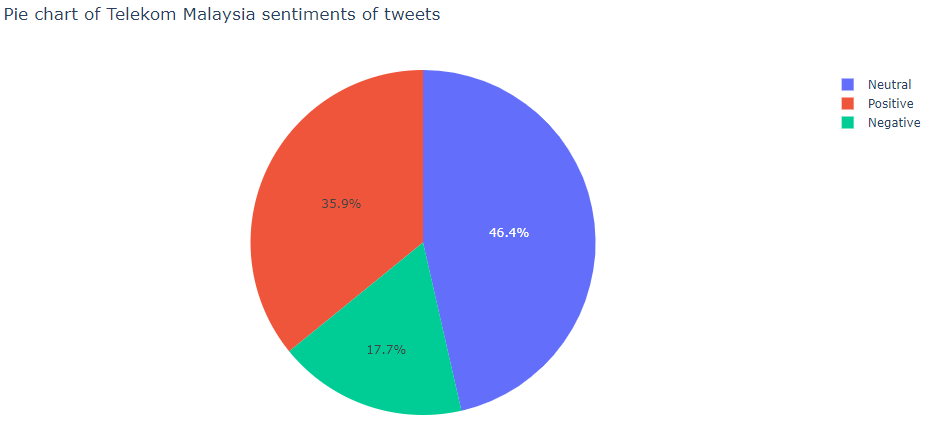 Pie chart of Telekom Malaysia sentiments of tweets
Neutral
Positive
Negative
35.9%
46.4%
17.7%